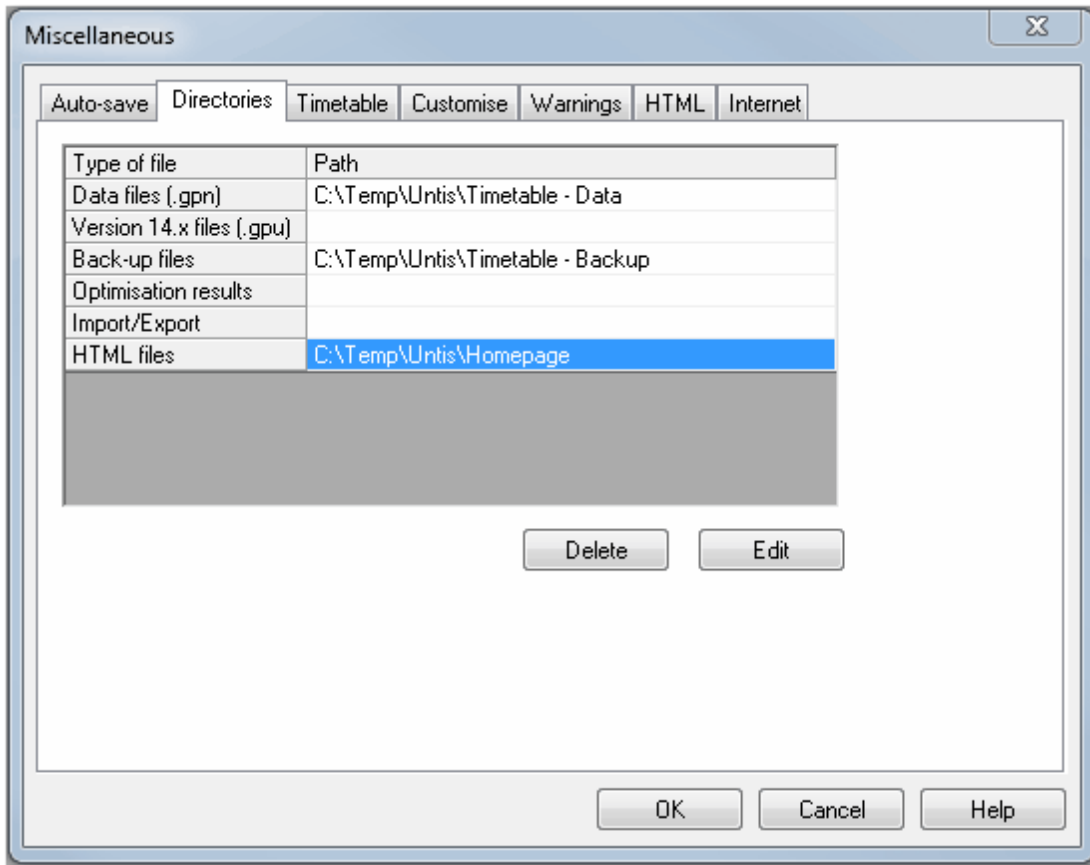 Miscellaneous
Auto-save Directories Timetable Customise Warnings HTML Internet
Type of file Path
Data files (.gpn) C:\Temp\Untis\Timetable - Data
Version 14.x files (.gpu)
Back-up files C:\Temp\Untis\Timetable - Backup
Optimisation results
Import/Export
HTML files C:\Temp\Untis\Homepage
Delete Edit
OK Cancel Help